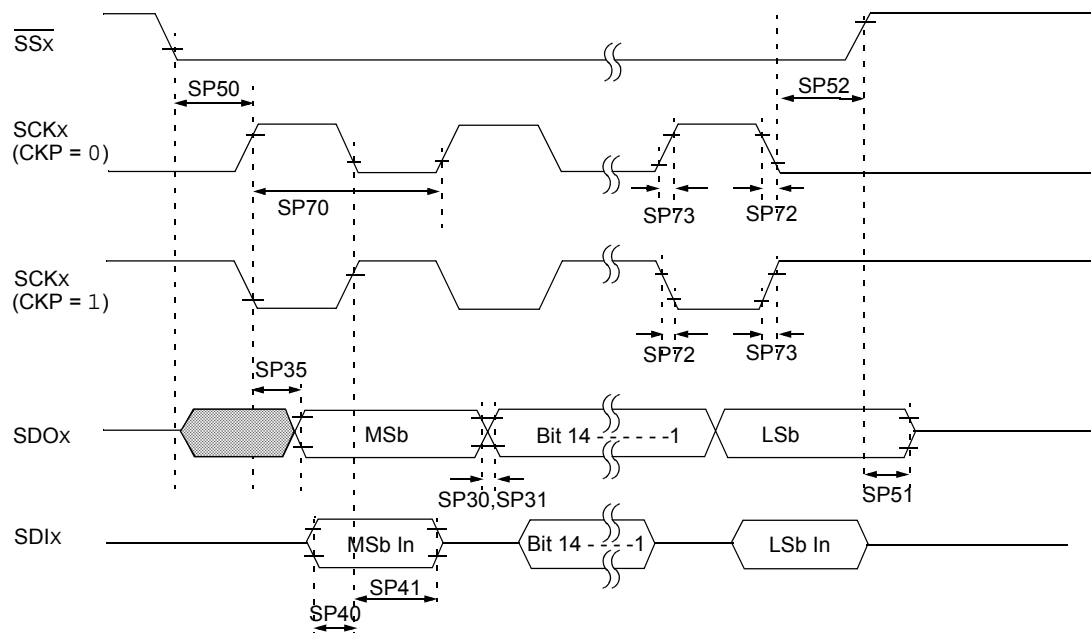 SSx
SP50
SP52
SCKx
(CKP = 0)
SP70
SP73
SP72
SCKx
(CKP = 1)
SP72
SP73
SP35
SDOx
MSb
Bit 14 - - - - - -1
LSb
SP30,SP31
SP51
SDIx
MSb In
Bit 14 - - - -1
LSb In
SP41
SP40